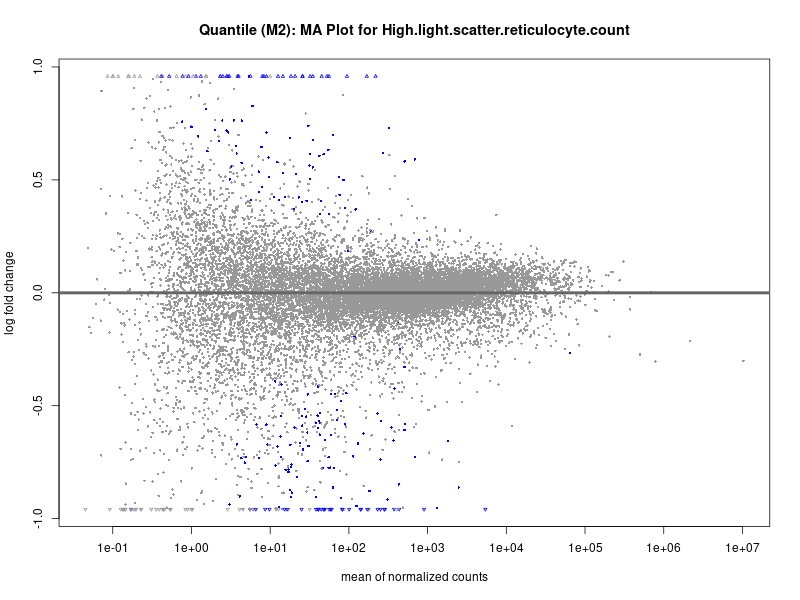 Quantile (M2): MA Plot for High.light.scatter.reticulocyte.count
1.0
0.5
0.0
-0.5
-1.0
log fold change
1e-01 1e+00 1e+01 1e+02 1e+03 1e+04 1e+05 1e+06 1e+07
mean of normalized counts